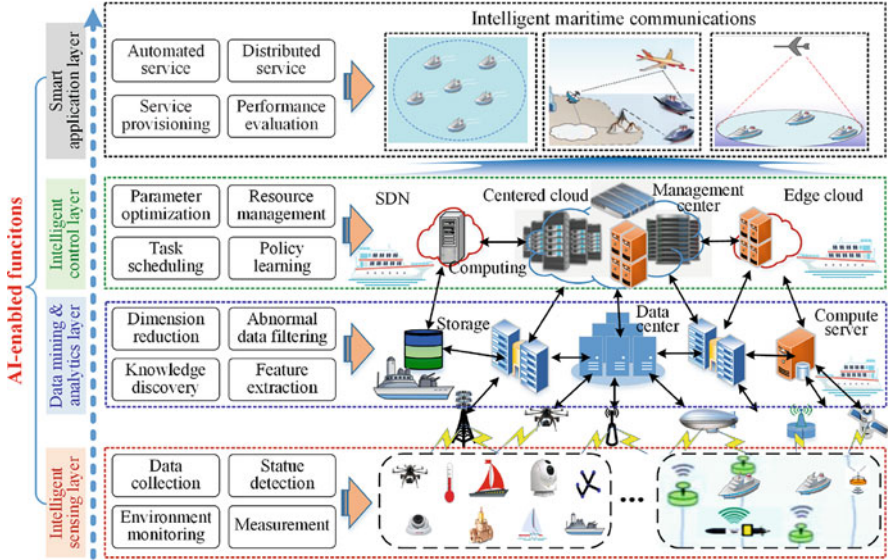 Intelligent maritime communications
Smart
application layer
Automated
service
Distributed
service
Service
provisioning
Performance
evaluation
AI-enabled funcitons
Intelligent
control layer
Parameter
optimization
Resource
management
Task
scheduling
Policy
learning
SDN
Centered cloud
Management
center
Edge cloud
Computing
Data mining &
analytics layer
Dimension
reduction
Abnormal
data filtering
Knowledge
discovery
Feature
extraction
Storage
Data
center
Compute
server
Intelligent
sensing layer
Data
collection
Statue
detection
Environment
monitoring
Measurement
...